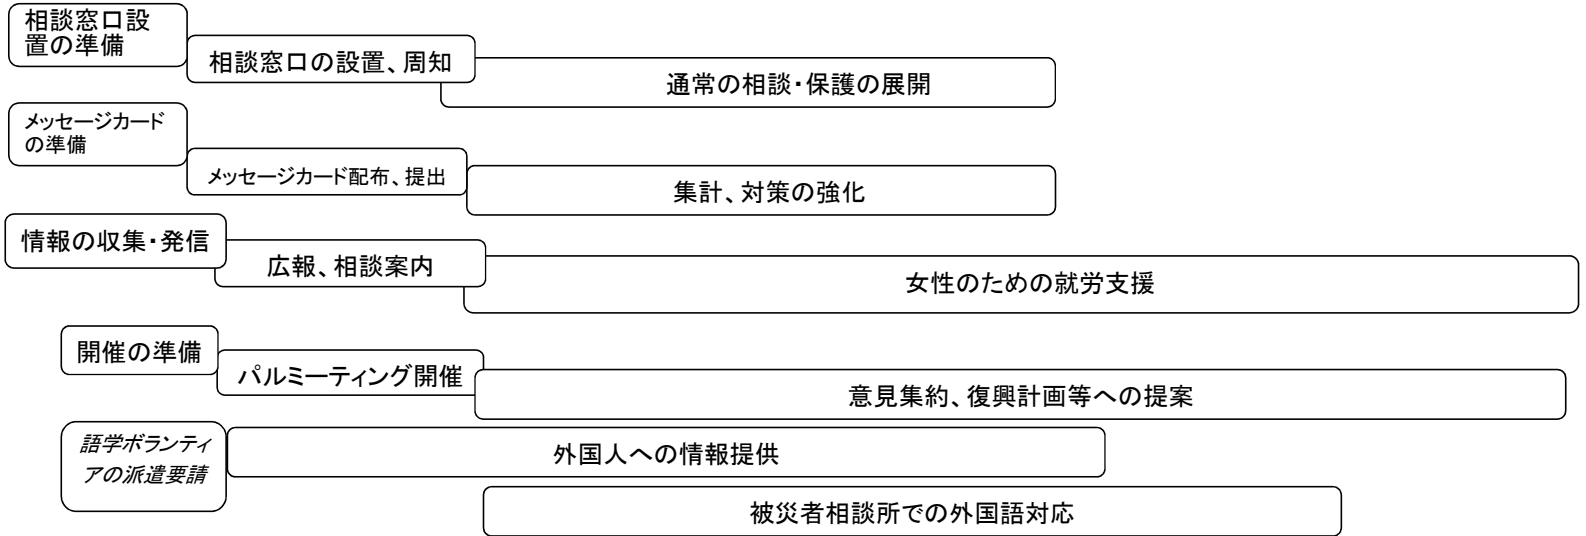 相談窓口設
置の準備
相談窓口の設置、周知
通常の相談・保護の展開
メッセージカード
の準備
メッセージカード配布、提出
集計、対策の強化
情報の収集・発信
広報、相談案内
女性のための就労支援
開催の準備
パルミーティング開催
意見集約、復興計画等への提案
語学ボランティ
アの派遣要請
外国人への情報提供
被災者相談所での外国語対応